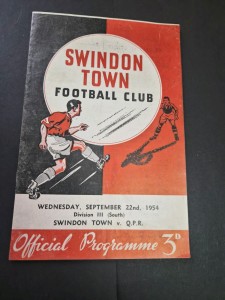 SWINDON
TOWN
FOOTBALL CLUB
WEDNESDAY, SEPTEMBER 22nd, 1954
Division III (South)
SWINDON TOWN v. Q.P.R.
Official Programme 3D